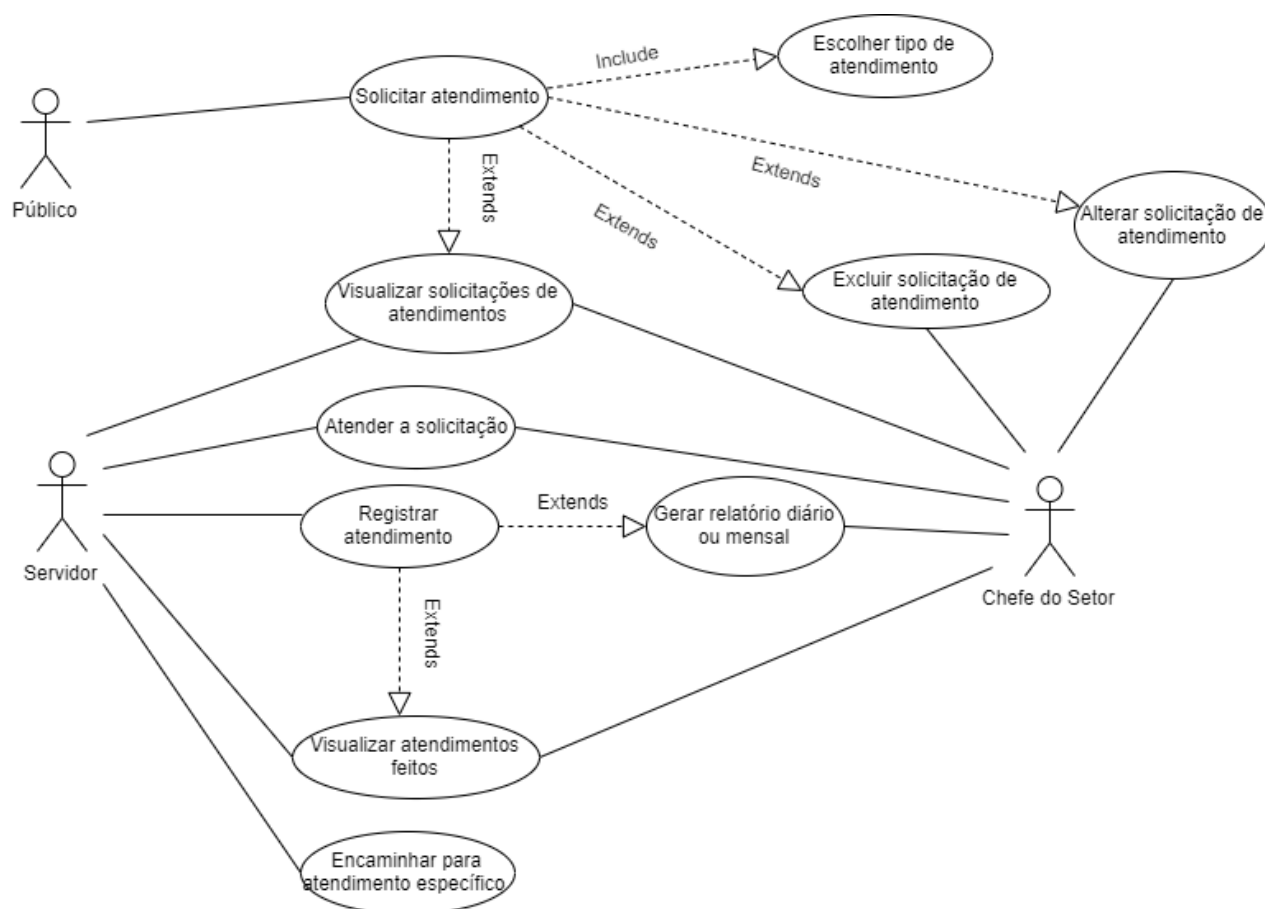 Escolher tipo de
atendimento
Include
Solicitar atendimento
Extends
Extends
Extends
Público
Alterar solicitação de
atendimento
Excluir solicitação de
atendimento
Visualizar solicitações de
atendimentos
Atender a solicitação
Registrar
atendimento
Extends
Gerar relatório diário
ou mensal
Servidor
Chefe do Setor
Extends
Visualizar atendimentos
feitos
Encaminhar para
atendimento específico